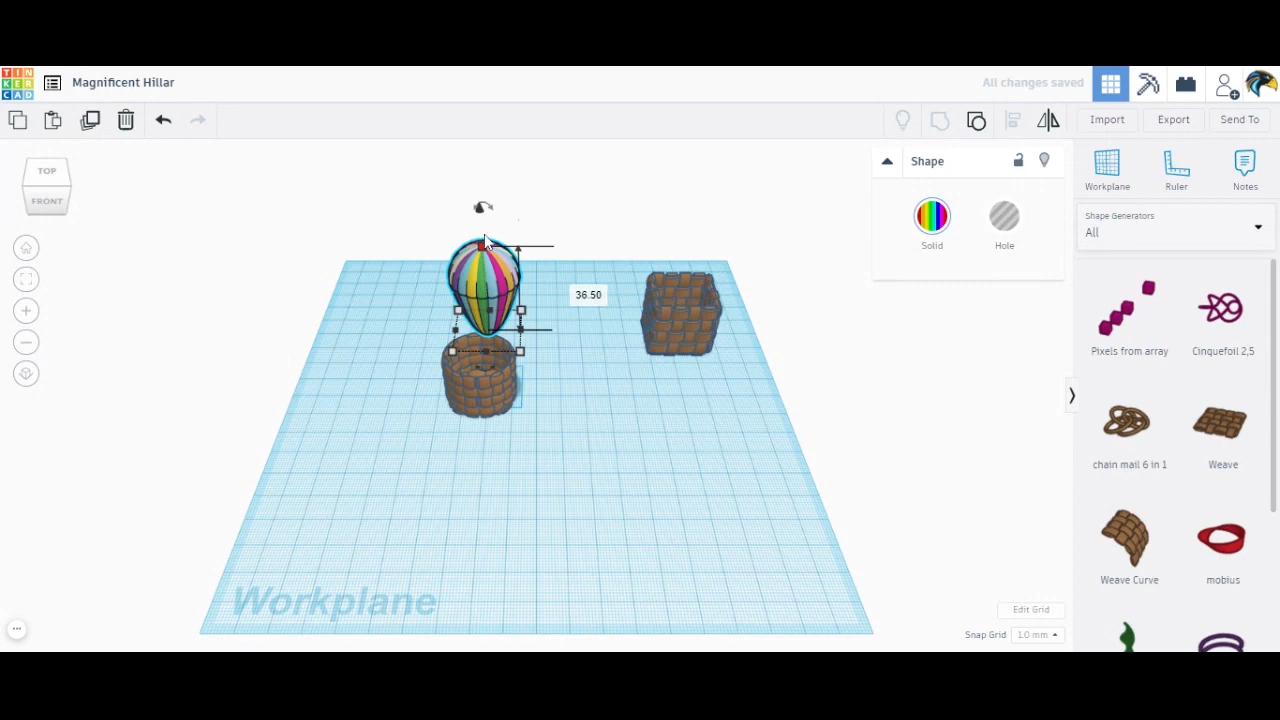 TIN
KER
CAD
Magnificent Hillar
All changes saved
Import
Export
Send To
TOP
FRONT
Shape
Solid
Hole
Workplane
Ruler
Notes
Shape Generators
All
36.50
Pixels from array
Cinquefoil 2,5
chain mail 6 in 1
Weave
Weave Curve
mobius
Workplane
Edit Grid
Snap Grid
1.0 mm